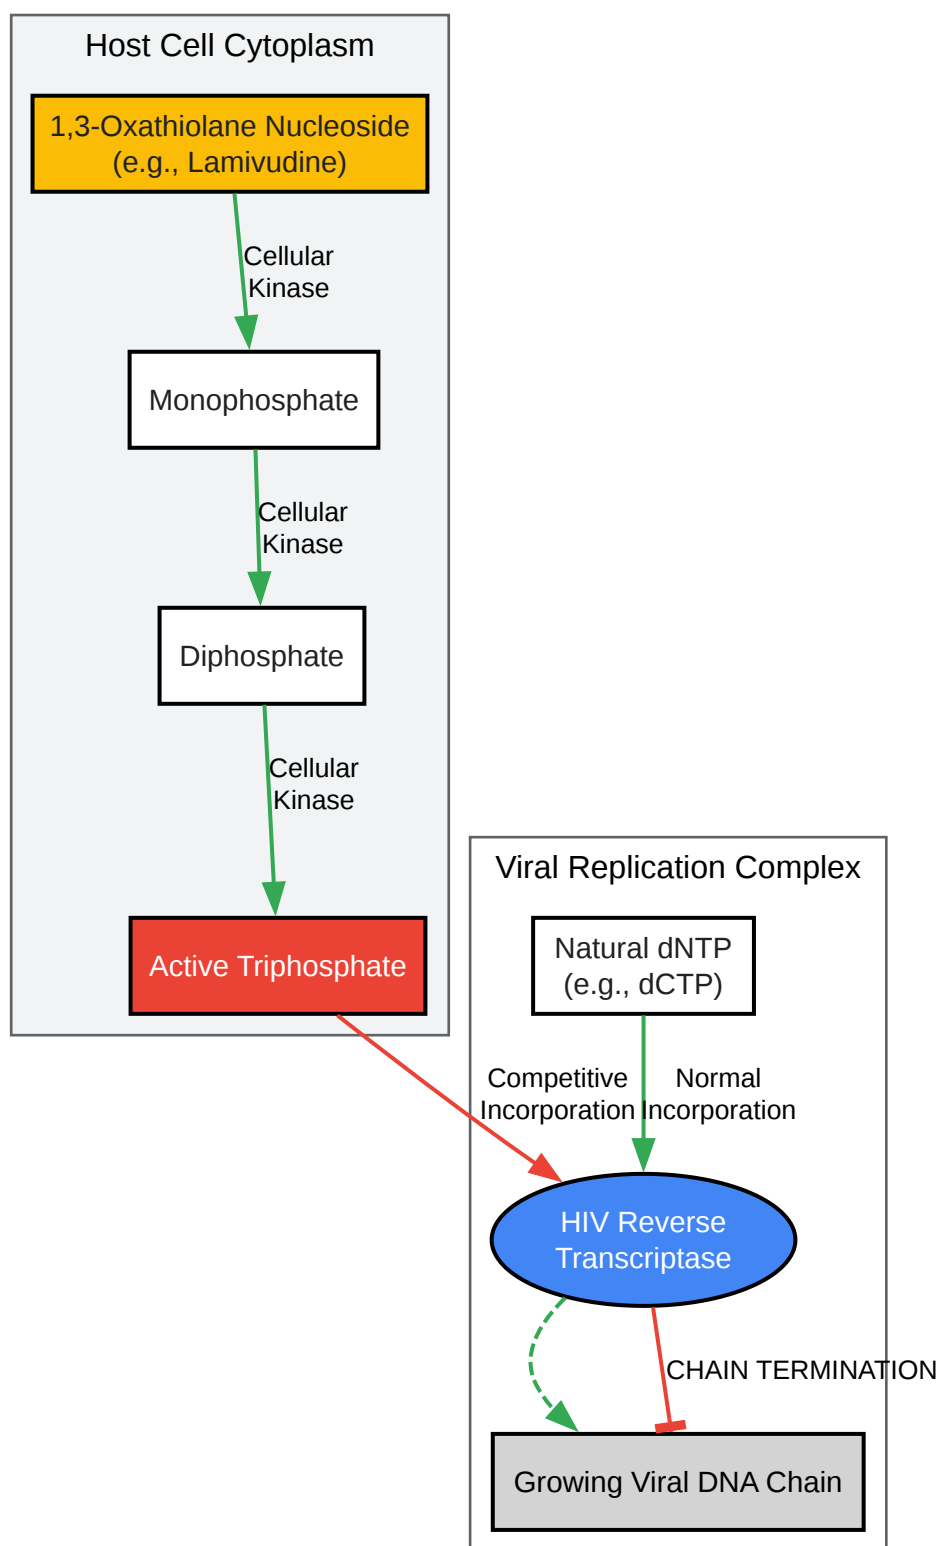 Host Cell Cytoplasm
1,3-Oxathiolane Nucleoside
(e.g., Lamivudine)
Cellular
Kinase
Monophosphate
Cellular
Kinase
Diphosphate
Cellular
Kinase
Active Triphosphate
Viral Replication Complex
Natural dNTP
(e.g., dCTP)
Competitive
Incorporation
Normal
Incorporation
HIV Reverse
Transcriptase
CHAIN TERMINATION
Growing Viral DNA Chain